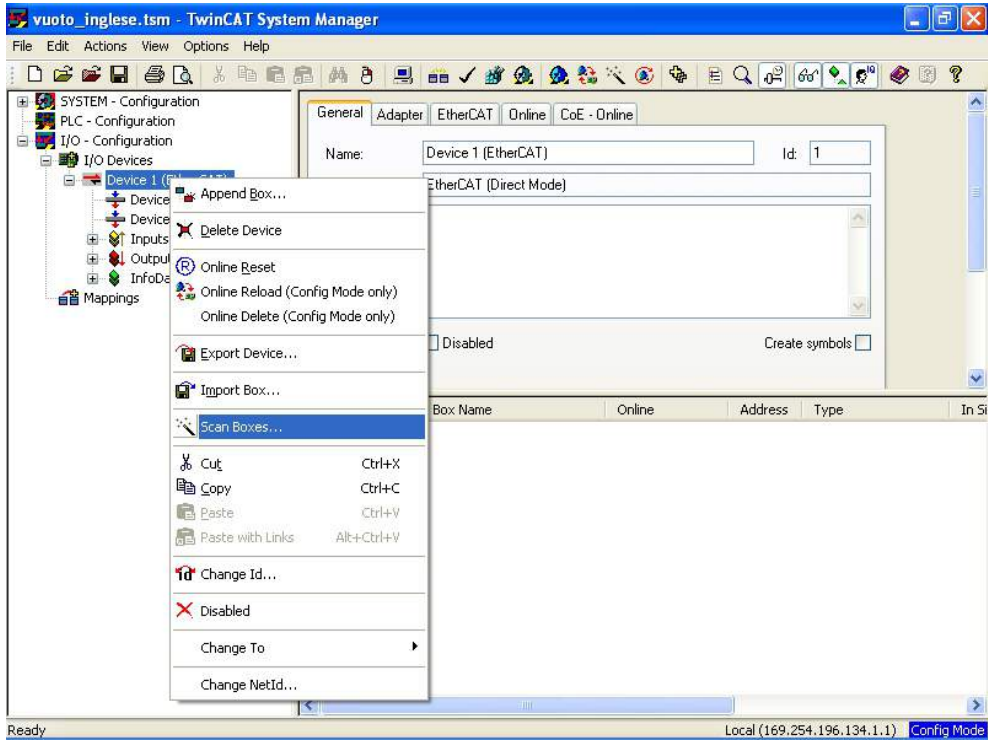 vuoto_inglese.tsm - TwinCAT System Manager
File Edit Actions View Options Help
SYSTEM - Configuration
PLC - Configuration
I/O - Configuration
I/O Devices
Device 1 (EtherCAT)
Device
Device
Inputs
Outpu
InfoDa
Mappings
Append Box...
Delete Device
Online Reset
Online Reload (Config Mode only)
Online Delete (Config Mode only)
Export Device...
Import Box...
Scan Boxes...
Cut Ctrl+X
Copy Ctrl+C
Paste Ctrl+V
Paste with Links Alt+Ctrl+V
Change Id...
Disabled
Change To
Change NetId...
General Adapter EtherCAT Online CoE - Online
Name: Device 1 (EtherCAT) Id: 1
EtherCAT (Direct Mode)
Disabled Create symbols
Box Name Online Address Type In Si
Ready Local (169.254.196.134.1.1) Config Mode